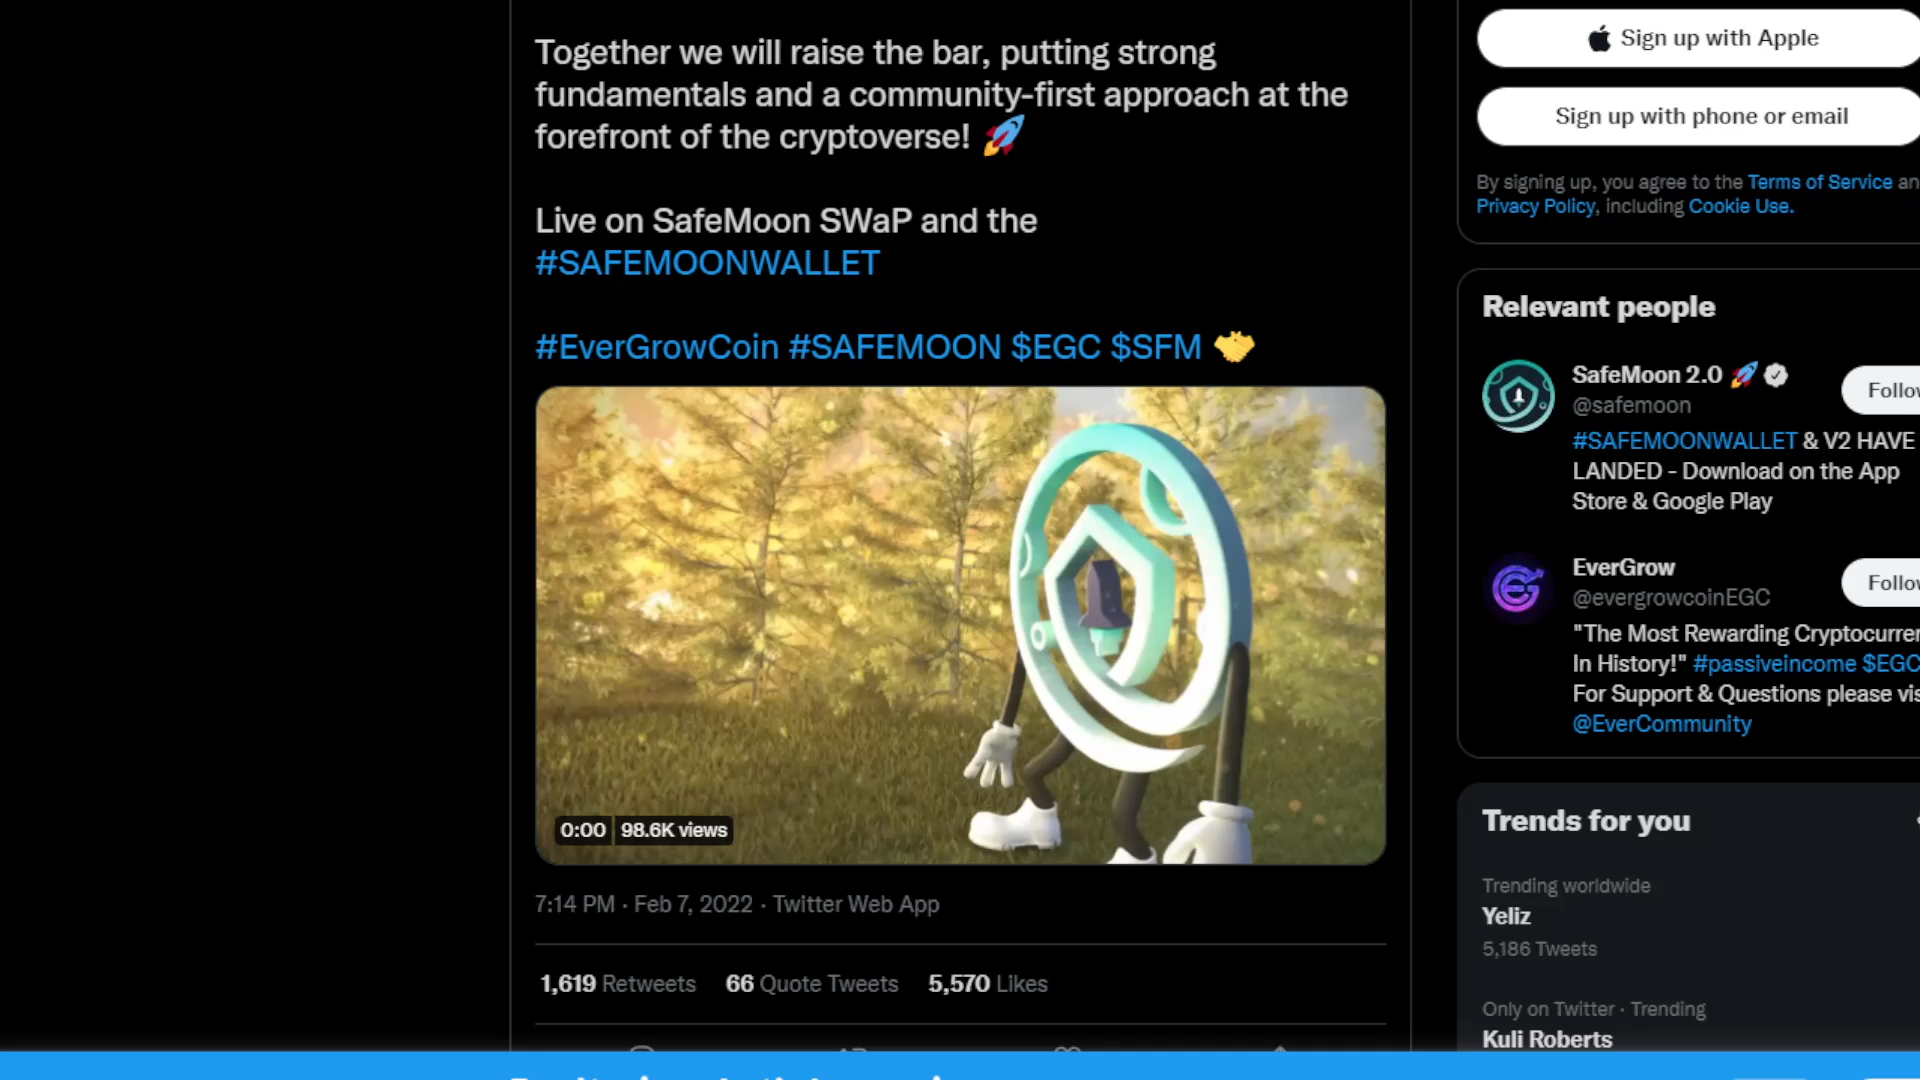 Together we will raise the bar, putting strong
fundamentals and a community-first approach at the
forefront of the cryptoverse! 🚀
Live on SafeMoon SWaP and the
#SAFEMOONWALLET
#EverGrowCoin #SAFEMOON $EGC $SFM 🤝
0:00 98.6K views
7:14 PM · Feb 7, 2022 · Twitter Web App
1,619 Retweets 66 Quote Tweets 5,570 Likes
Sign up with Apple
Sign up with phone or email
By signing up, you agree to the Terms of Service
Privacy Policy, including Cookie Use.
Relevant people
SafeMoon 2.0 🚀
@safemoon
#SAFEMOONWALLET & V2 HAVE
LANDED - Download on the App
Store & Google Play
EverGrow
@evergrowcoinEGC
"The Most Rewarding
In History!" #passiveincome $EGC
For Support & Questions please
@EverCommunity
Trends for you
Trending worldwide
Yeliz
5,186 Tweets
Only on Twitter · Trending
Kuli Roberts